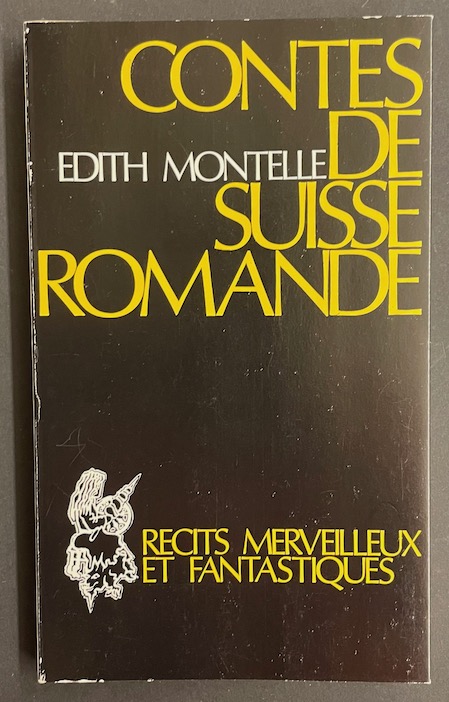 CONTES
DE
EDITH MONTELLE
SUISSE
ROMANDE
RECITS MERVEILLEUX
ET FANTASTIQUES